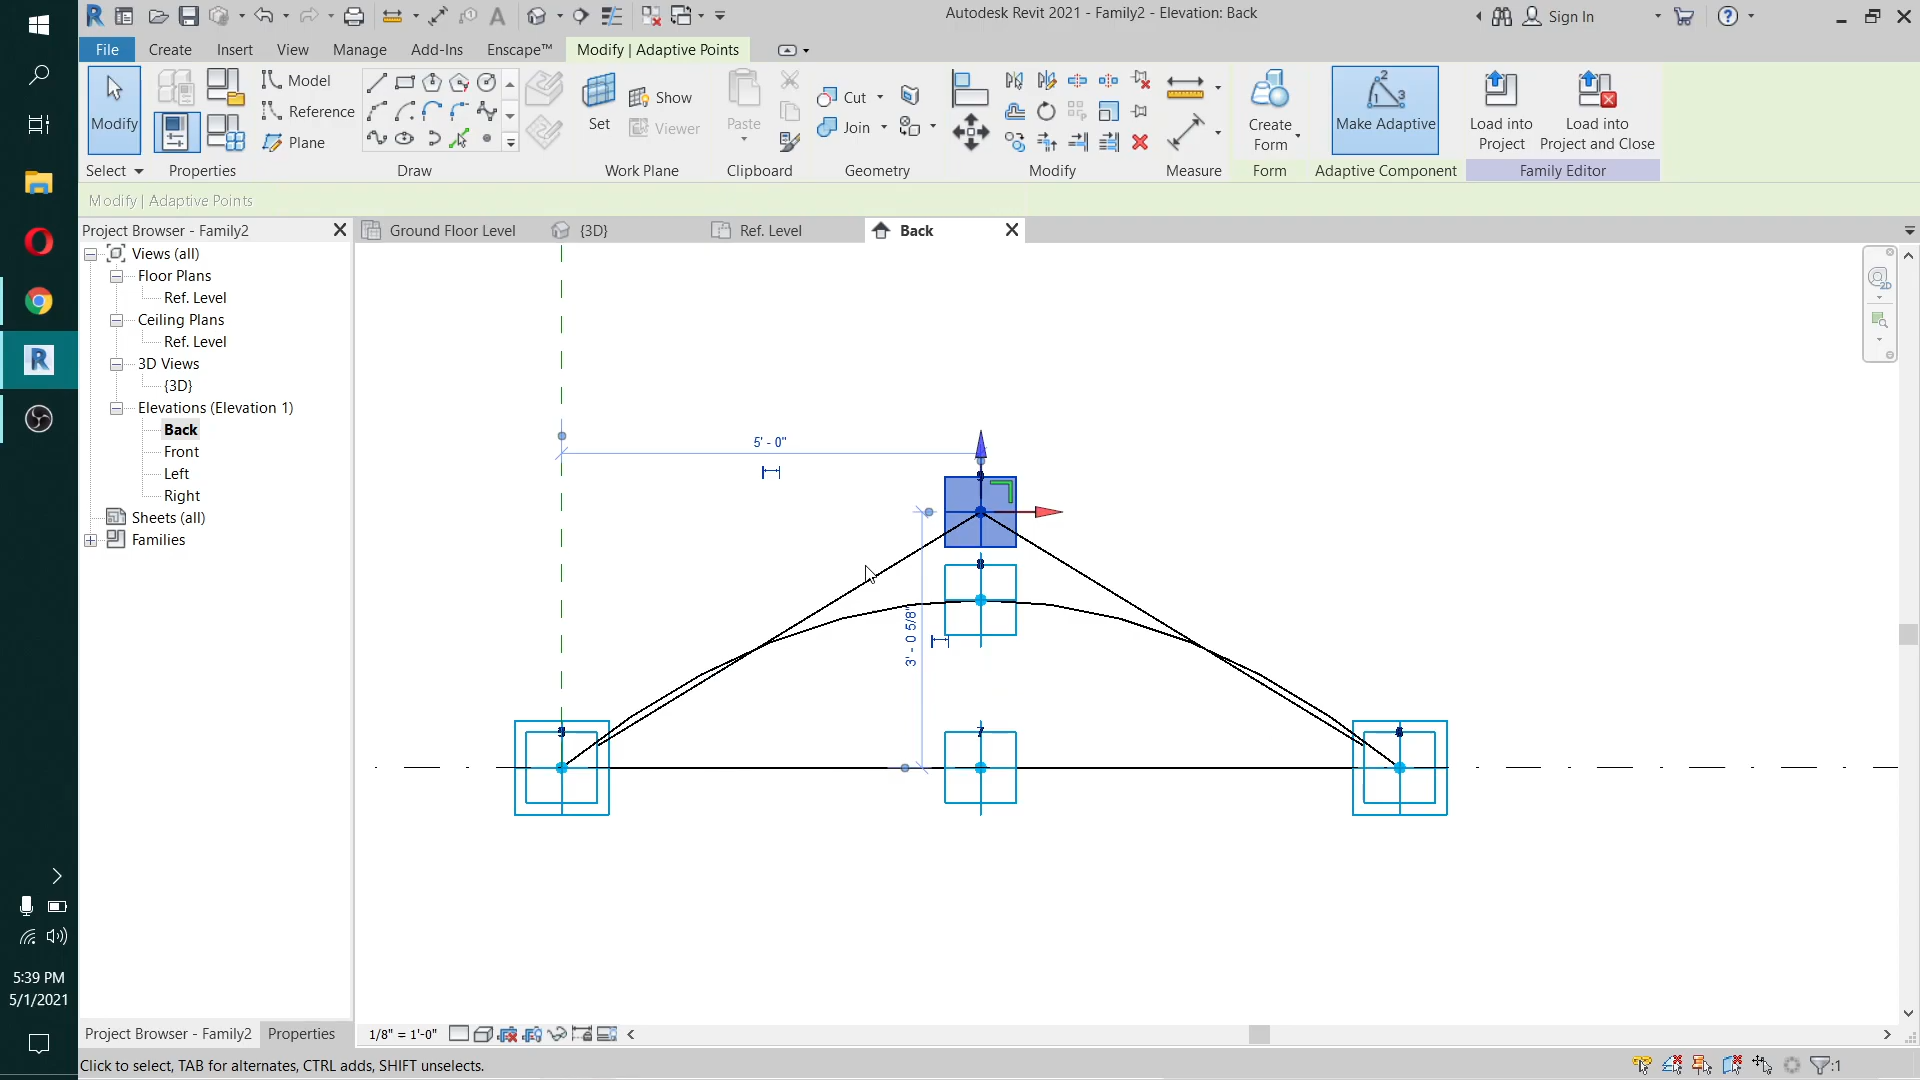 Autodesk Revit 2021 - Family2 - Elevation: Back
Sign In
File
Create
Insert
View
Manage
Add-Ins
Enscape™
Modify | Adaptive Points
Modify
Model
Reference
Plane
Set
Show
Viewer
Paste
Cut
Join
Create
Form
Make Adaptive
Load into
Project
Load into
Project and Close
Select
Properties
Draw
Work Plane
Clipboard
Geometry
Modify
Measure
Form
Adaptive Component
Family Editor
Modify | Adaptive Points
Project Browser - Family2
Ground Floor Level
{3D}
Ref. Level
Back
Views (all)
Floor Plans
Ref. Level
Ceiling Plans
Ref. Level
3D Views
{3D}
Elevations (Elevation 1)
Back
Front
Left
Right
Sheets (all)
Families
5' - 0"
3' - 0 5/8"
8
7
2D
5:39 PM
5/1/2021
Project Browser - Family2
Properties
1/8" = 1'-0"
Click to select, TAB for alternates, CTRL adds, SHIFT unselects.
:1